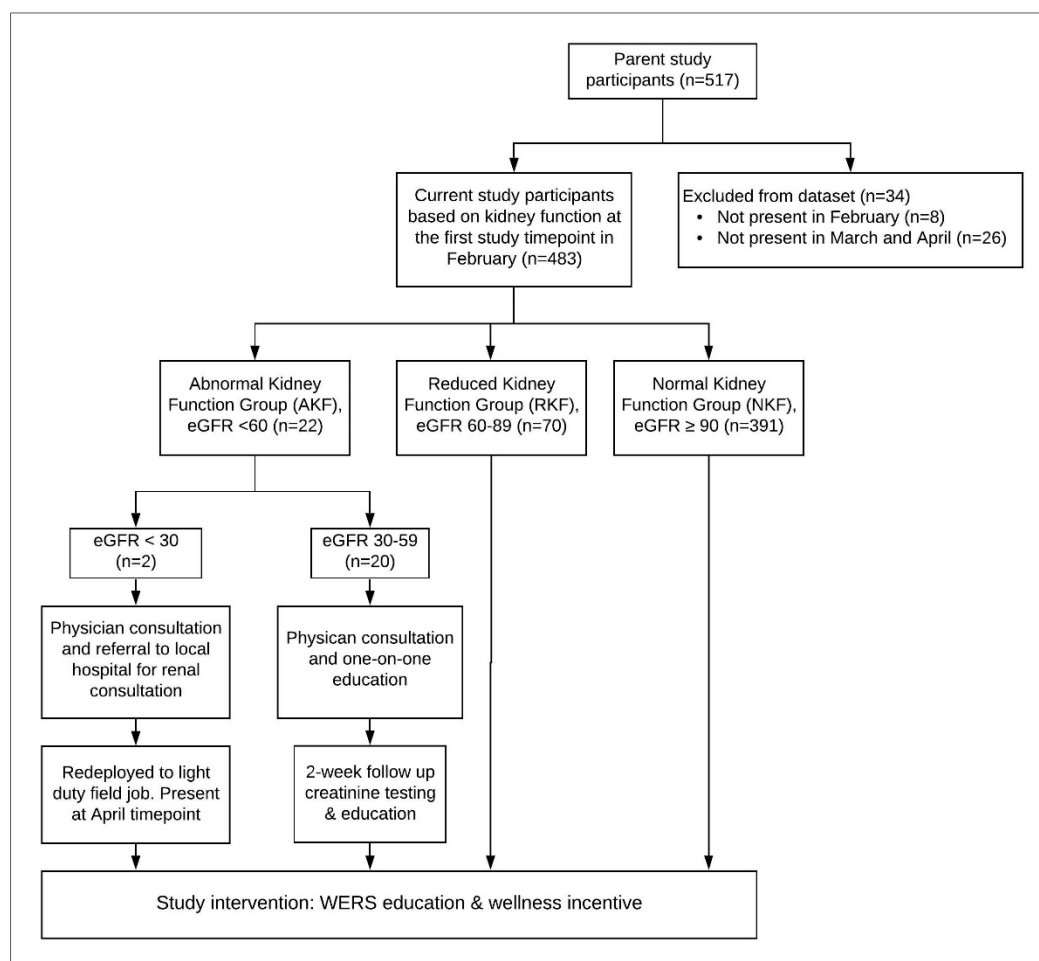 Parent study
participants (n=517)
Current study participants
based on kidney function at
the first study timepoint in
February (n=483)
Excluded from dataset (n=34)
• Not present in February (n=8)
• Not present in March and April (n=26)
Abnormal Kidney
Function Group (AKF),
eGFR <60 (n=22)
Reduced Kidney
Function Group (RKF),
eGFR 60-89 (n=70)
Normal Kidney
Function Group (NKF),
eGFR ≥ 90 (n=391)
eGFR < 30
(n=2)
eGFR 30-59
(n=20)
Physician consultation
and referral to local
hospital for renal
consultation
Physican consultation
and one-on-one
education
Redeployed to light
duty field job. Present
at April timepoint
2-week follow up
creatinine testing
& education
Study intervention: WERS education & wellness incentive